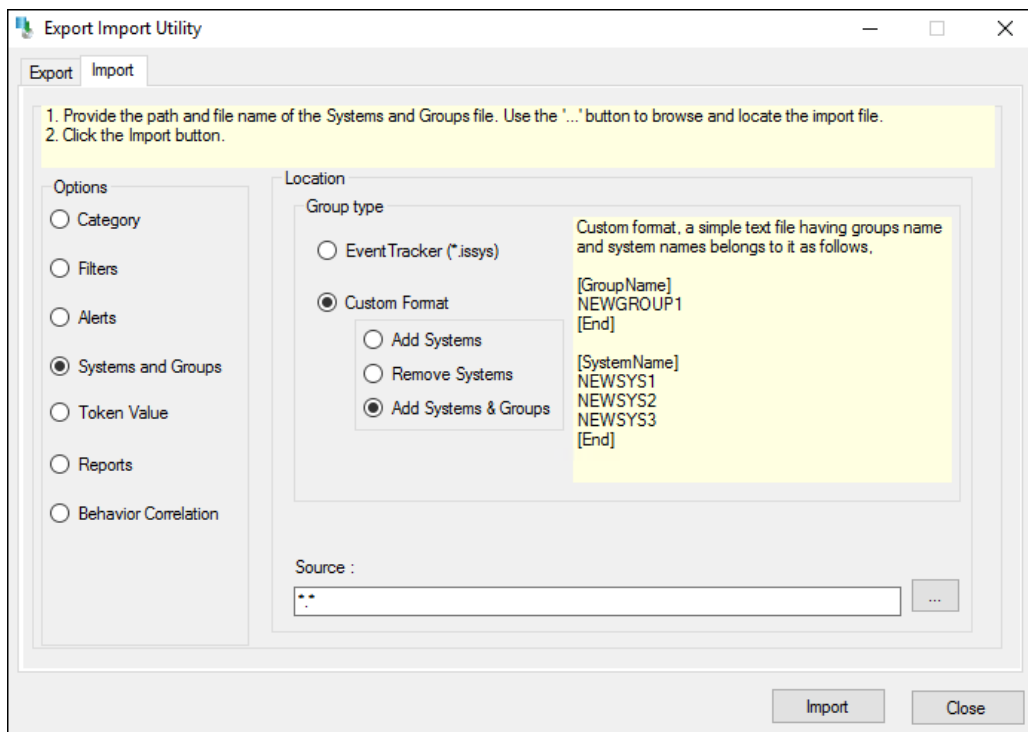 Export Import Utility
Export
Import
1. Provide the path and file name of the Systems and Groups file. Use the '...' button to browse and locate the import file.
2. Click the Import button.
Options
Category
Filters
Alerts
Systems and Groups
Token Value
Reports
Behavior Correlation
Location
Group type
EventTracker (*.issys)
Custom Format
Add Systems
Remove Systems
Add Systems & Groups
Custom format, a simple text file having groups name
and system names belongs to it as follows,
[GroupName]
NEWGROUP1
[End]
[SystemName]
NEWSYS1
NEWSYS2
NEWSYS3
[End]
Source :
*.*
...
Import
Close